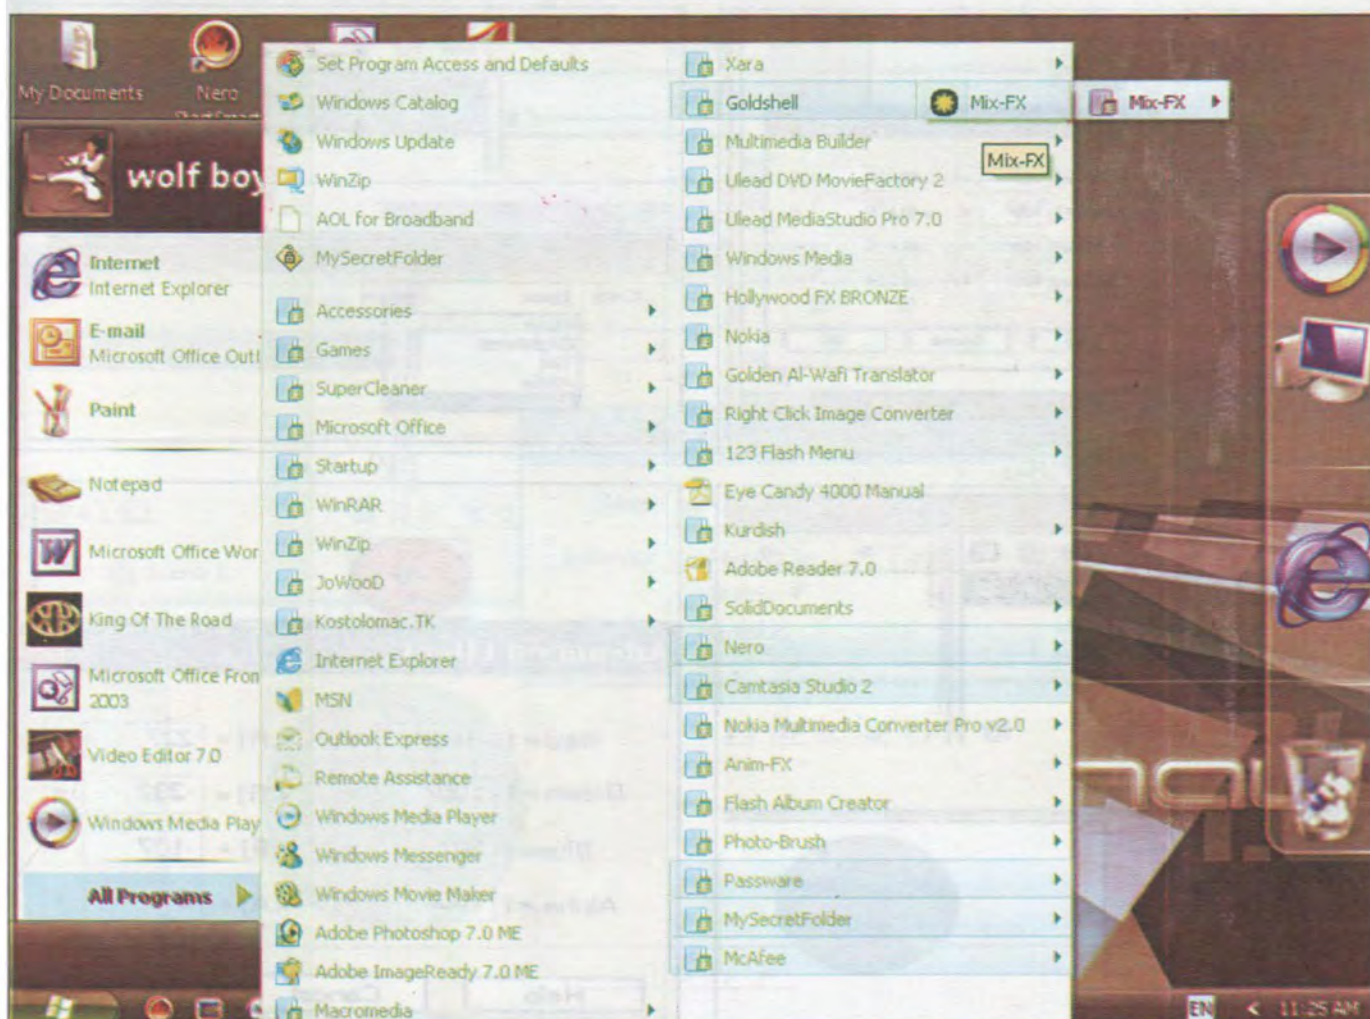 My Documents
Nero
wolf boy
Internet
Internet Explorer
E-mail
Microsoft Office Outl
Paint
Notepad
Microsoft Office Wor
King Of The Road
Microsoft Office Fron
2003
Video Editor 7.0
Windows Media Play
All Programs
Set Program Access and Defaults
Windows Catalog
Windows Update
WinZip
AOL for Broadband
MySecretFolder
Accessories
Games
SuperCleaner
Microsoft Office
Startup
WinRAR
WinZip
JoWooD
Kostolomac.TK
Internet Explorer
MSN
Outlook Express
Remote Assistance
Windows Media Player
Windows Messenger
Windows Movie Maker
Adobe Photoshop 7.0 ME
Adobe ImageReady 7.0 ME
Macromedia
Xara
Goldshell
Multimedia Builder
Ulead DVD MovieFactory 2
Ulead MediaStudio Pro 7.0
Windows Media
Hollywood FX BRONZE
Nokia
Golden Al-Wafi Translator
Right Click Image Converter
123 Flash Menu
Eye Candy 4000 Manual
Kurdish
Adobe Reader 7.0
SolidDocuments
Nero
Camtasia Studio 2
Nokia Multimedia Converter Pro v2.0
Anim-FX
Flash Album Creator
Photo-Brush
Passware
MySecretFolder
McAfee
Mix-FX
Mix-FX
Mix-FX
EN
11:25 AM